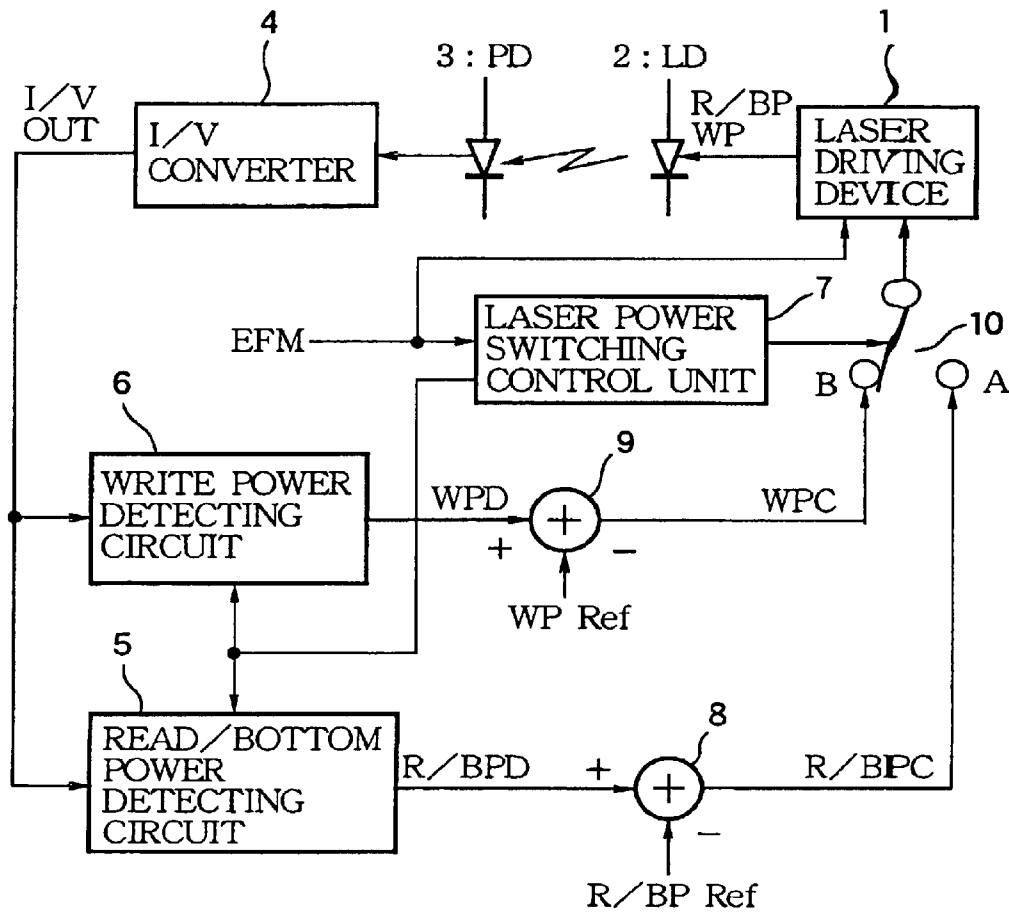 4
3 : PD
2 : LD
1
I/V
OUT
I/V
CONVERTER
R/BP
WP
LASER
DRIVING
DEVICE
7
EFM
LASER POWER
SWITCHING
CONTROL UNIT
10
B
A
6
WRITE POWER
DETECTING
CIRCUIT
WPD
9
+
+
−
WPC
WP Ref
5
READ/BOTTOM
POWER
DETECTING
CIRCUIT
R/BPD
8
+
+
−
R/BPC
R/BP Ref